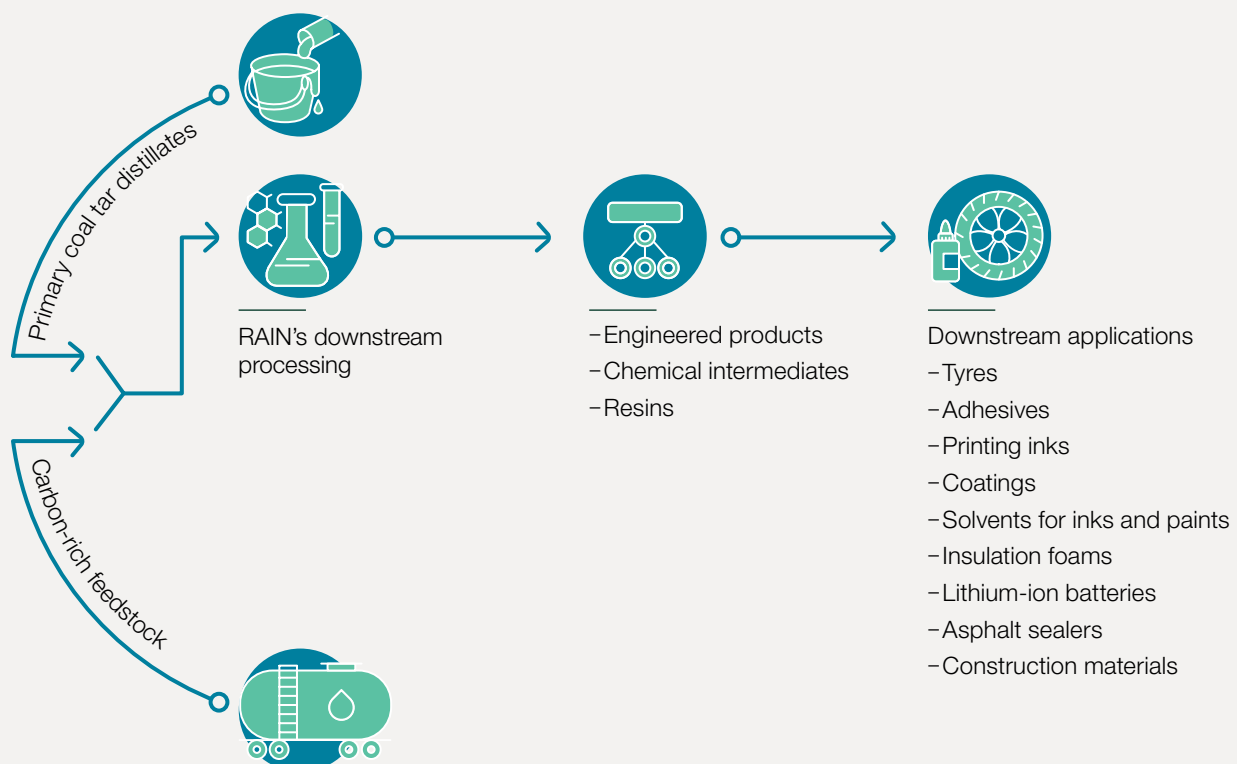 Primary coal tar distillates
Carbon-rich feedstock
RAIN’s downstream
processing
–Engineered products
–Chemical intermediates
–Resins
Downstream applications
–Tyres
–Adhesives
–Printing inks
–Coatings
–Solvents for inks and paints
–Insulation foams
–Lithium-ion batteries
–Asphalt sealers
–Construction materials